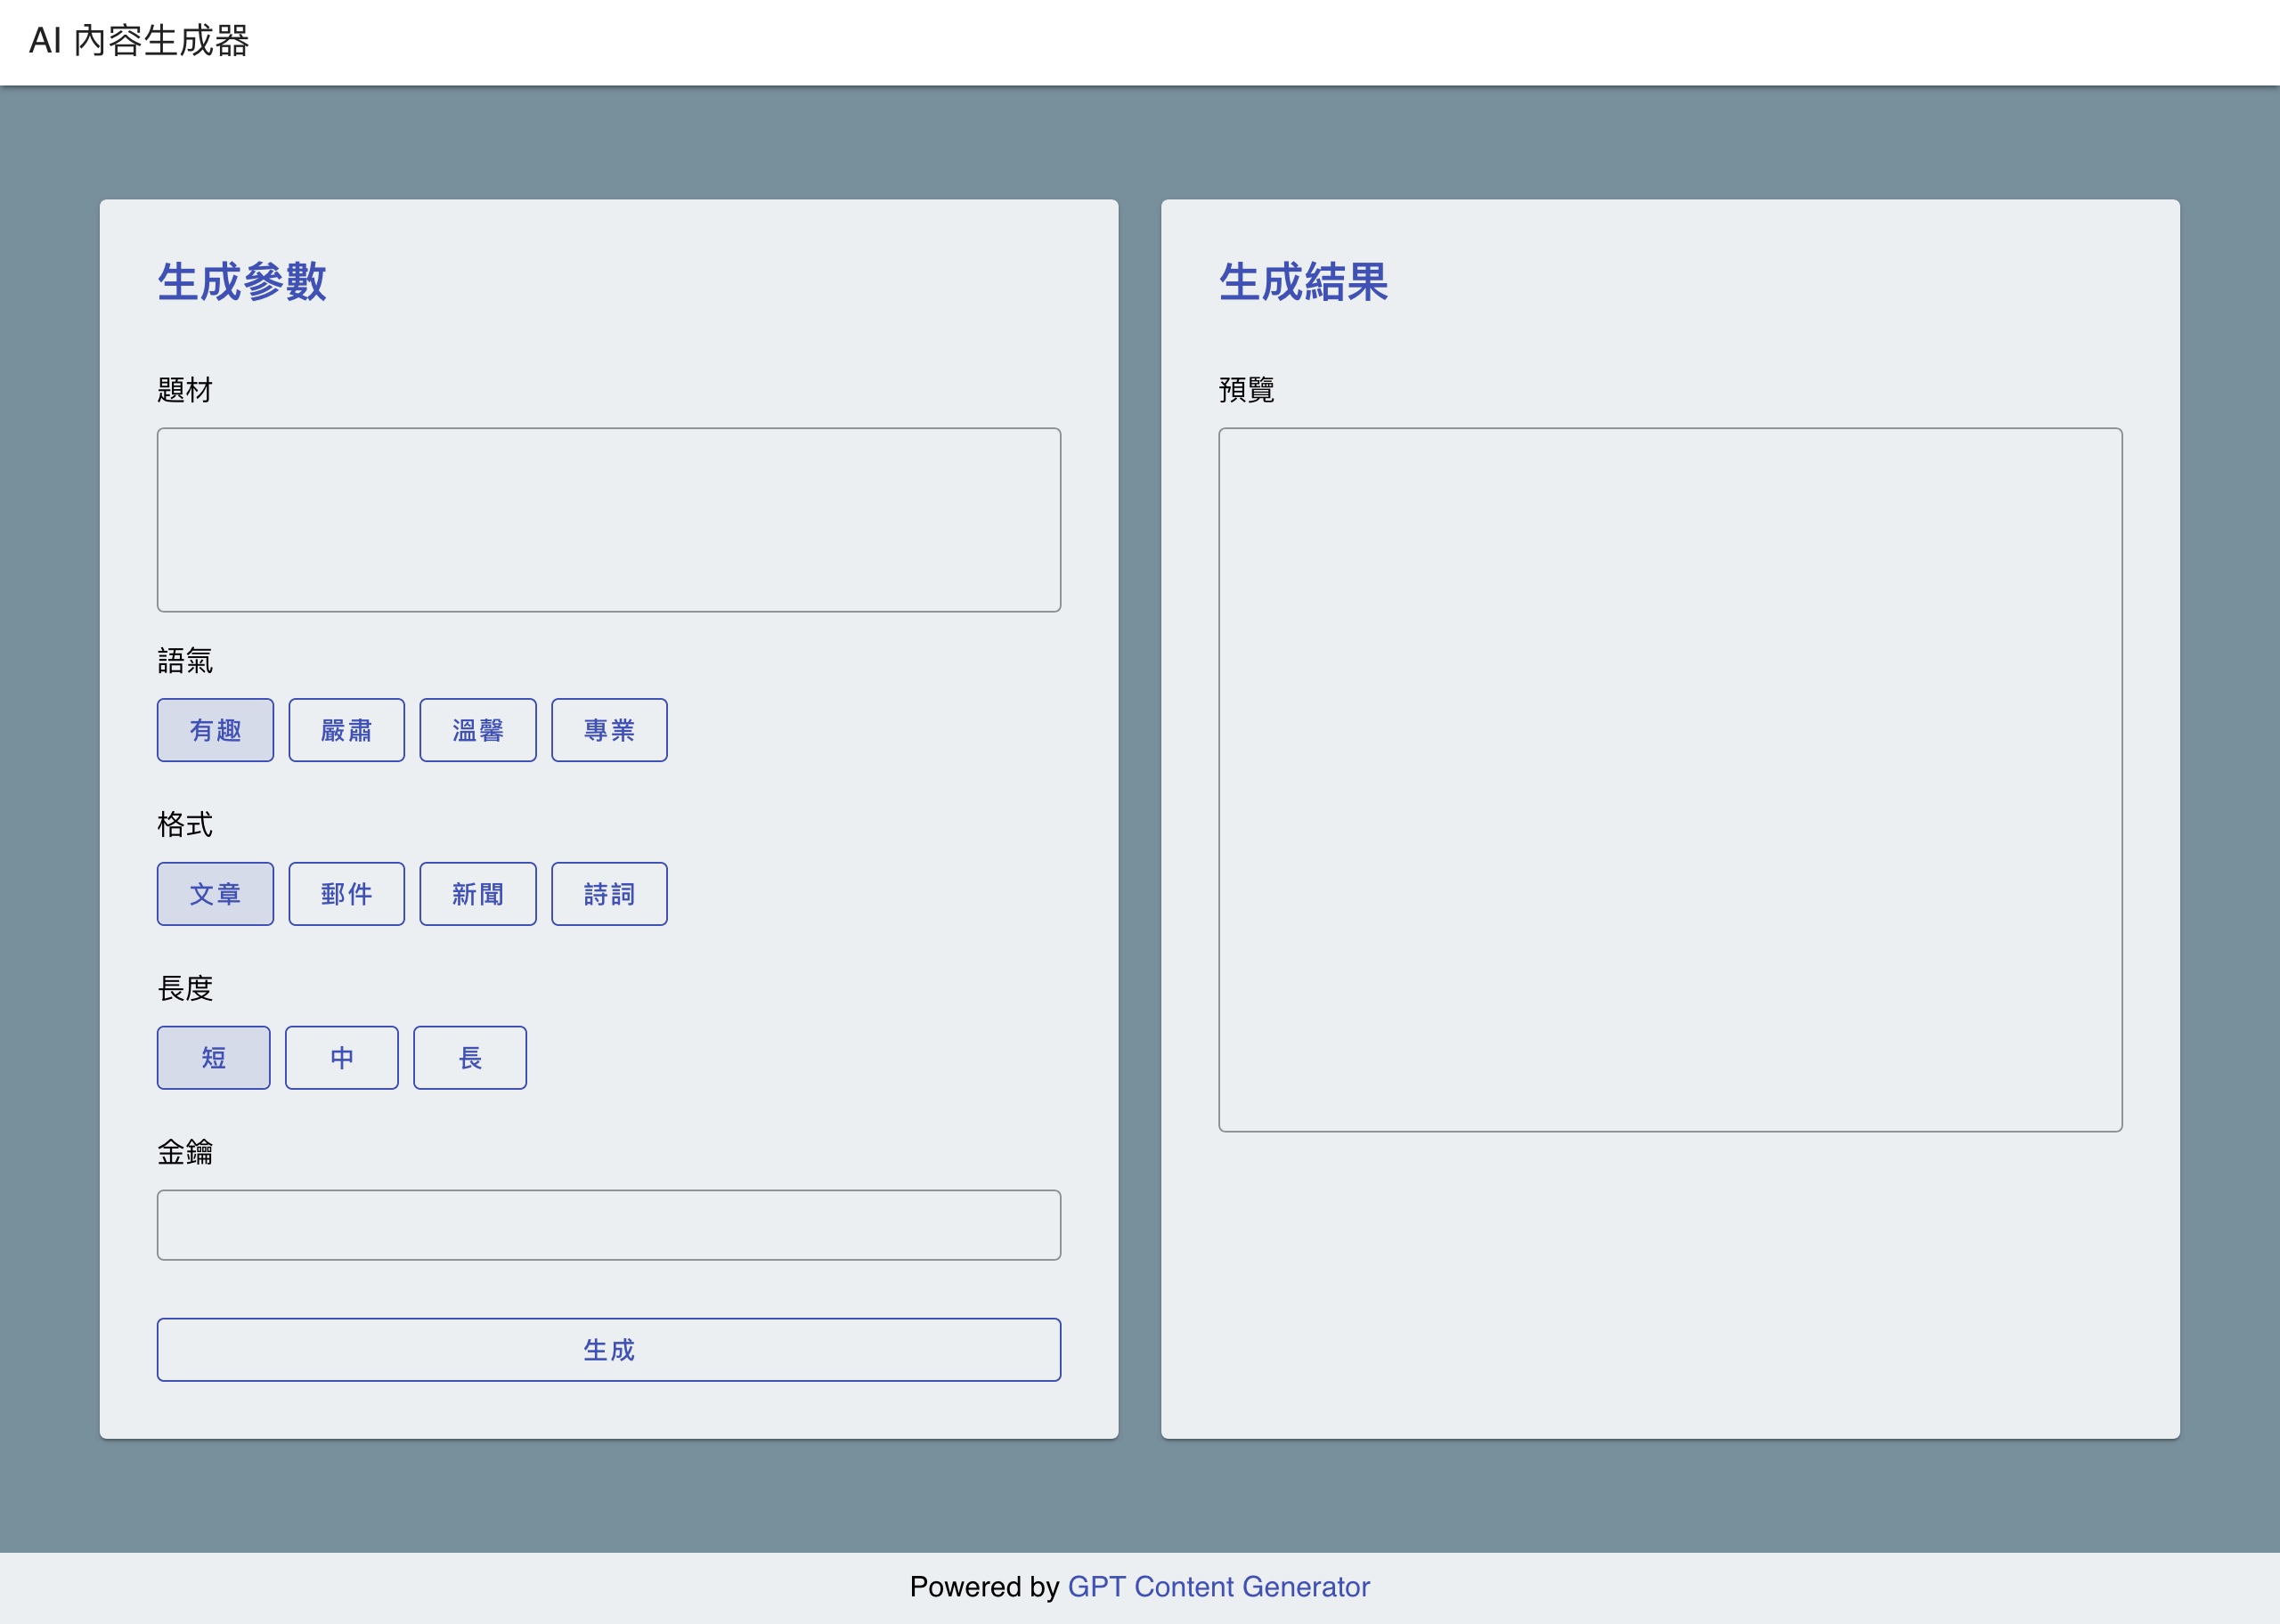 AI 內容生成器
生成參數
題材
語氣
有趣 嚴肅 溫馨 專業
格式
文章 郵件 新聞 詩詞
長度
短 中 長
金鑰
生成
生成結果
預覽
Powered by GPT Content Generator